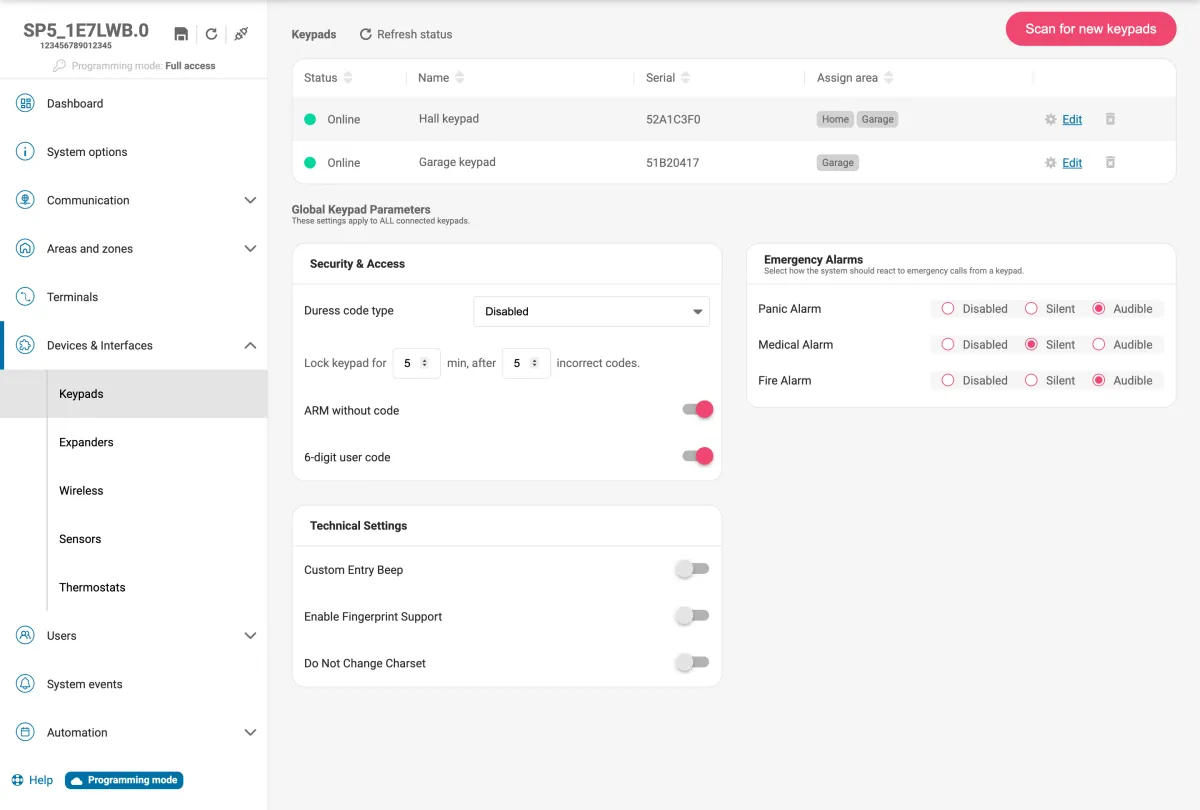 SP5_1E7LWB.0
123456789012345
Programming mode: Full access
Dashboard
System options
Communication
Areas and zones
Terminals
Devices & Interfaces
Keypads
Expanders
Wireless
Sensors
Thermostats
Users
System events
Automation
Help Programming mode
Keypads Refresh status Scan for new keypads
Status Name Serial Assign area
Online Hall keypad 52A1C3F0 Home Garage Edit
Online Garage keypad 51B20417 Garage Edit
Global Keypad Parameters
These settings apply to ALL connected keypads.
Security & Access
Duress code type Disabled
Lock keypad for 5 min, after 5 incorrect codes.
ARM without code
6-digit user code
Technical Settings
Custom Entry Beep
Enable Fingerprint Support
Do Not Change Charset
Emergency Alarms
Select how the system should react to emergency calls from a keypad.
Panic Alarm Disabled Silent Audible
Medical Alarm Disabled Silent Audible
Fire Alarm Disabled Silent Audible